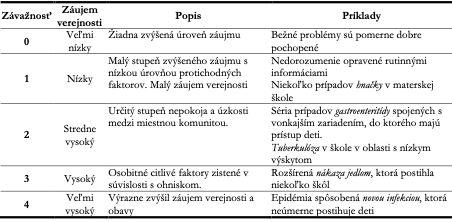 Závažnosť Záujem verejnosti Popis Príklady
0 Veľmi nízky Žiadna zvýšená úroveň záujmu Bežné problémy sú pomerne dobre pochopené
1 Nízky Malý stupeň zvýšeného záujmu s nízkou úrovňou protichodných faktorov. Malý záujem verejnosti Nedorozumenie opravené rutinnými informáciami
Niekoľko prípadov hnačky v materskej škole
2 Stredne vysoký Určitý stupeň nepokoja a úzkosti medzi miestnou komunitou. Séria prípadov gastroenteritídy spojených s vonkajším zariadením, do ktorého majú prístup deti.
Tuberkulóza v škole v oblasti s nízkym výskytom
3 Vysoký Osobitné citlivé faktory zistené v súvislosti s ohniskom. Rozšírená nákaza jedlom, ktorá postihla niekoľko škôl
4 Veľmi vysoký Výrazne zvýšil záujem verejnosti a obavy Epidémia spôsobená novou infekciou, ktorá neúmerne postihuje deti